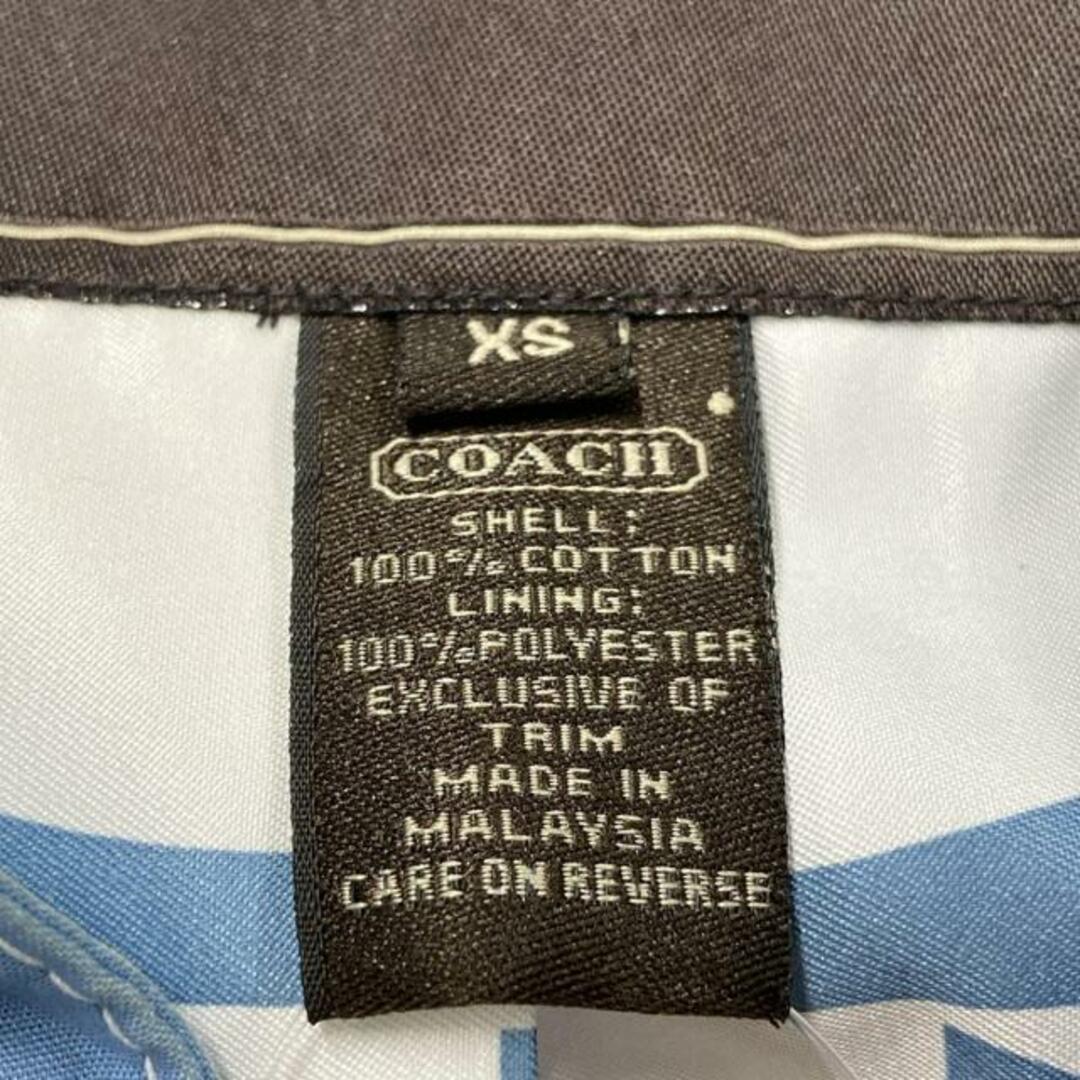 XS
COACH
SHELL:
100% COTTON
LINING:
100% POLYESTER
EXCLUSIVE OF
TRIM
MADE IN
MALAYSIA
CARE ON REVERSE